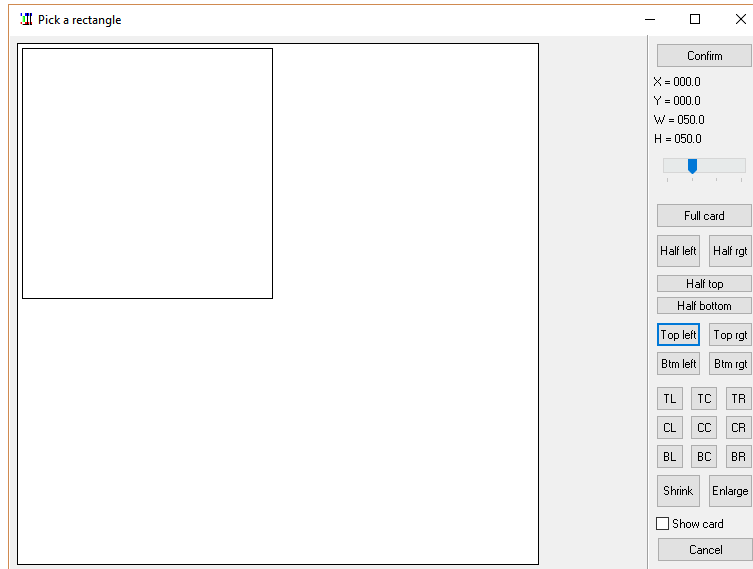 Pick a rectangle
Confirm
X = 000.0
Y = 000.0
W = 050.0
H = 050.0
Full card
Half left Half rgt
Half top
Half bottom
Top left Top rgt
Btm left Btm rgt
TL TC TR
CL CC CR
BL BC BR
Shrink Enlarge
Show card
Cancel